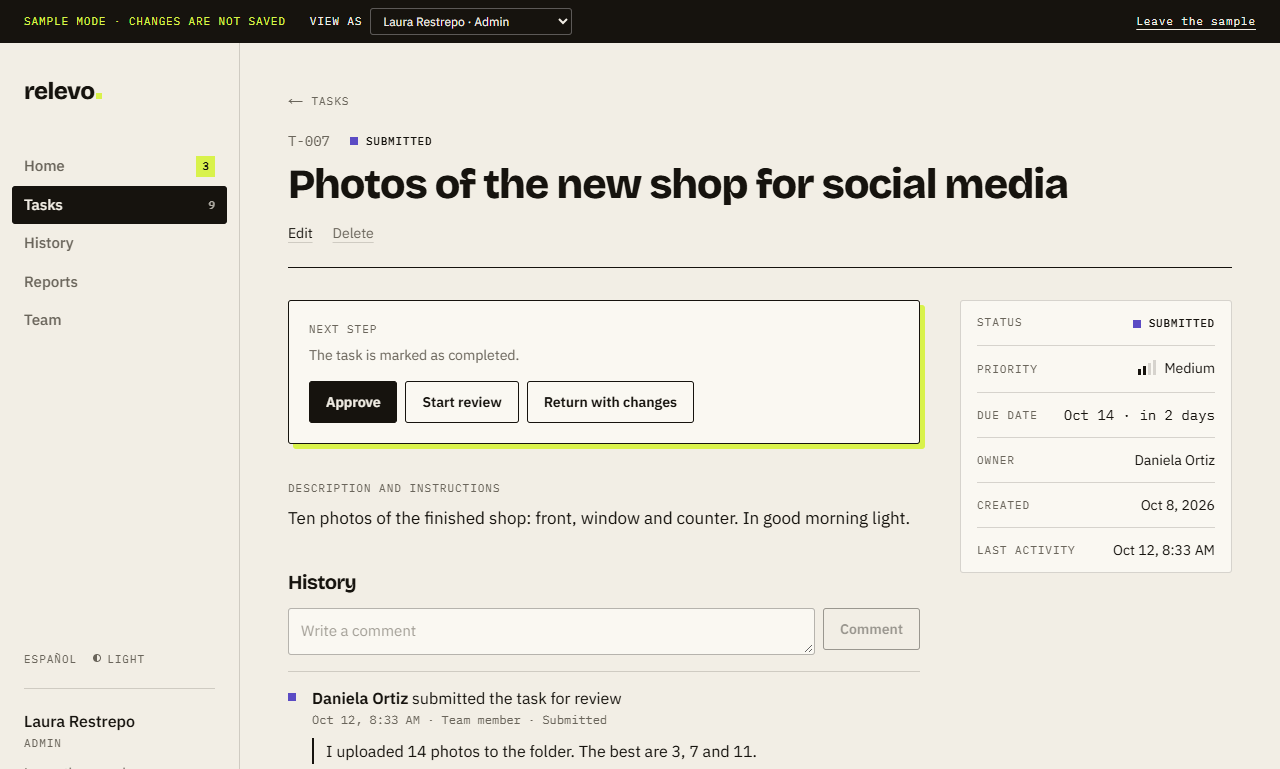 SAMPLE MODE · CHANGES ARE NOT SAVED VIEW AS Laura Restrepo · Admin Leave the sample
relevo.
Home 3
Tasks 9
History
Reports
Team
ESPAÑOL LIGHT
Laura Restrepo
ADMIN
← TASKS
T-007 SUBMITTED
Photos of the new shop for social media
Edit Delete
NEXT STEP
The task is marked as completed.
Approve Start review Return with changes
DESCRIPTION AND INSTRUCTIONS
Ten photos of the finished shop: front, window and counter. In good morning light.
History
Write a comment Comment
Daniela Ortiz submitted the task for review
Oct 12, 8:33 AM · Team member · Submitted
I uploaded 14 photos to the folder. The best are 3, 7 and 11.
STATUS SUBMITTED
PRIORITY Medium
DUE DATE Oct 14 · in 2 days
OWNER Daniela Ortiz
CREATED Oct 8, 2026
LAST ACTIVITY Oct 12, 8:33 AM